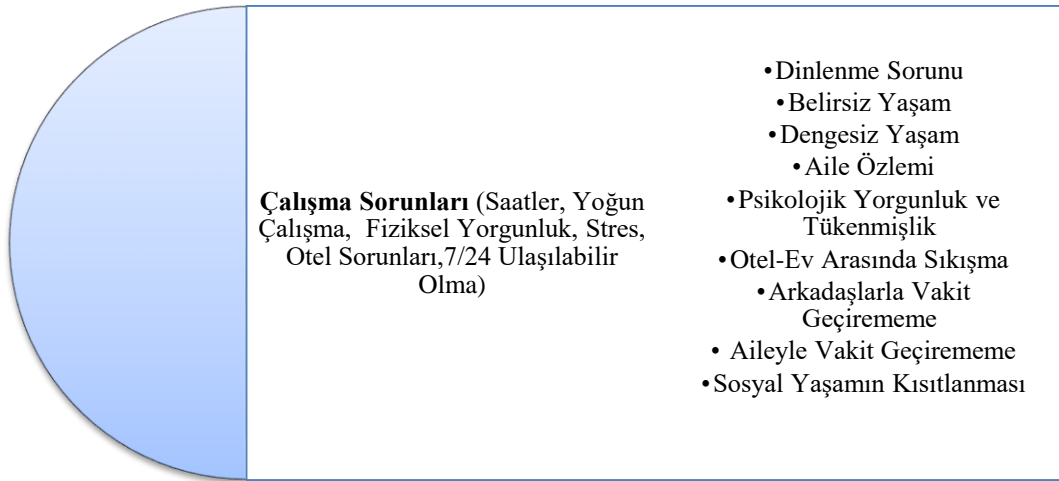 Çalışma Sorunları (Saatler, Yoğun
Çalışma, Fiziksel Yorgunluk, Stres,
Otel Sorunları,7/24 Ulaşılabilir
Olma)
•Dinlenme Sorunu
•Belirsiz Yaşam
•Dengesiz Yaşam
•Aile Özlemi
•Psikolojik Yorgunluk ve
Tükenmişlik
•Otel-Ev Arasında Sıkışma
•Arkadaşlarla Vakit
Geçirememe
• Aileyle Vakit Geçirememe
•Sosyal Yaşamın Kısıtlanması